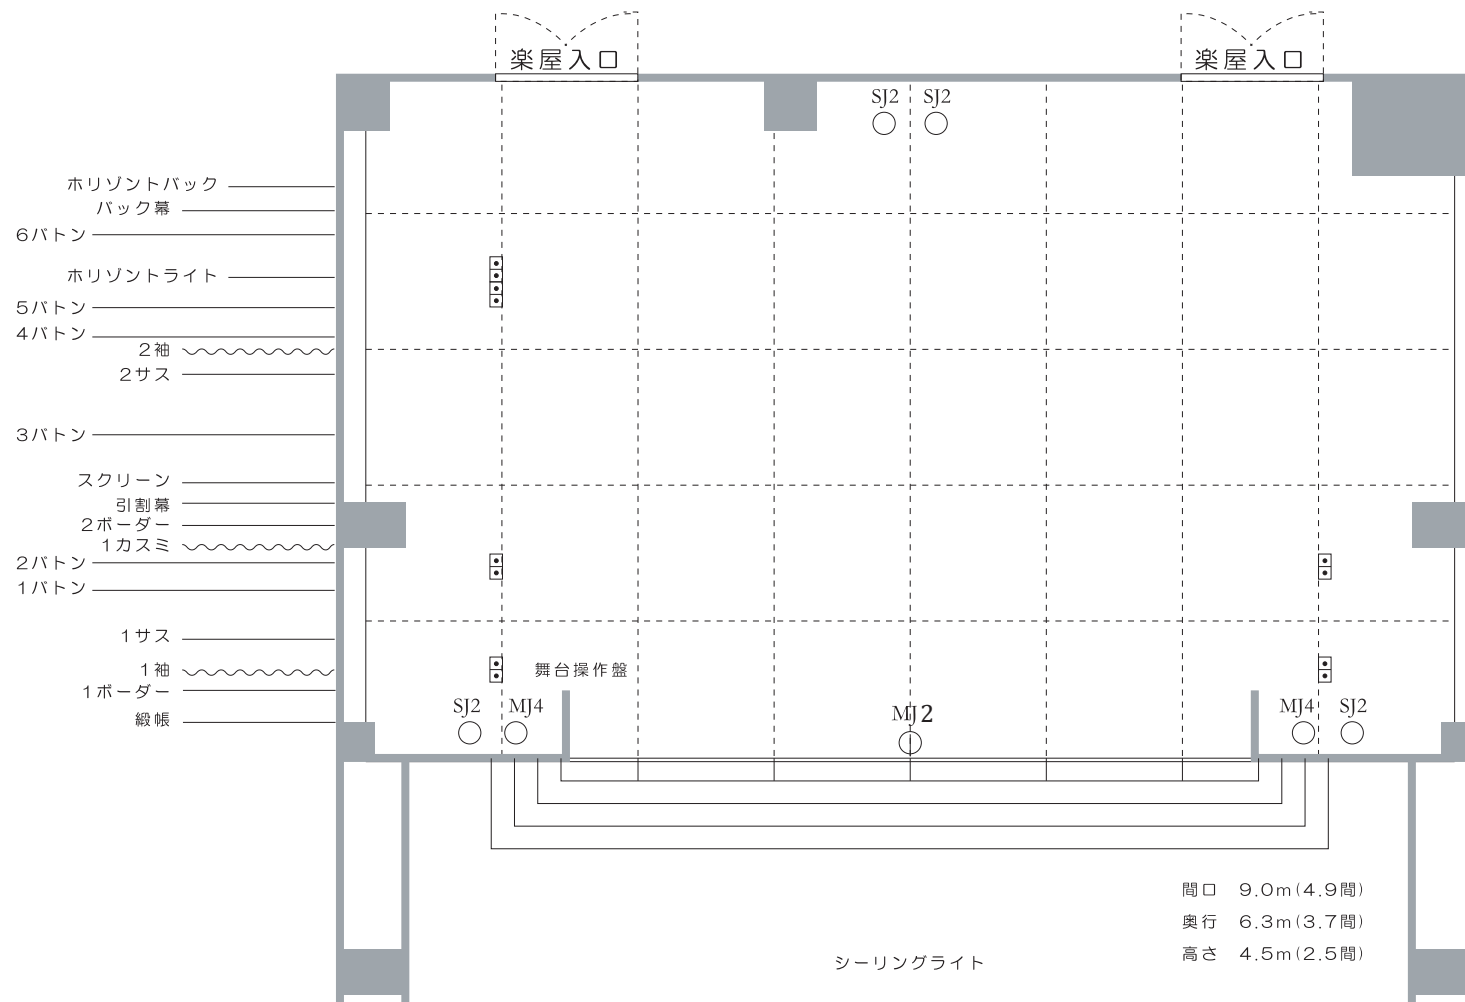 楽屋入口
楽屋入口
SJ2
SJ2
ホリゾントバック
バック幕
6バトン
ホリゾントライト
5バトン
4バトン
2袖
2サス
3バトン
スクリーン
引割幕
2ボーダー
1カスミ
2バトン
1バトン
1サス
1袖
1ボーダー
緞帳
舞台操作盤
SJ2
MJ4
MJ2
MJ4
SJ2
間口 9.0m(4.9間)
奥行 6.3m(3.7間)
高さ 4.5m(2.5間)
シーリングライト